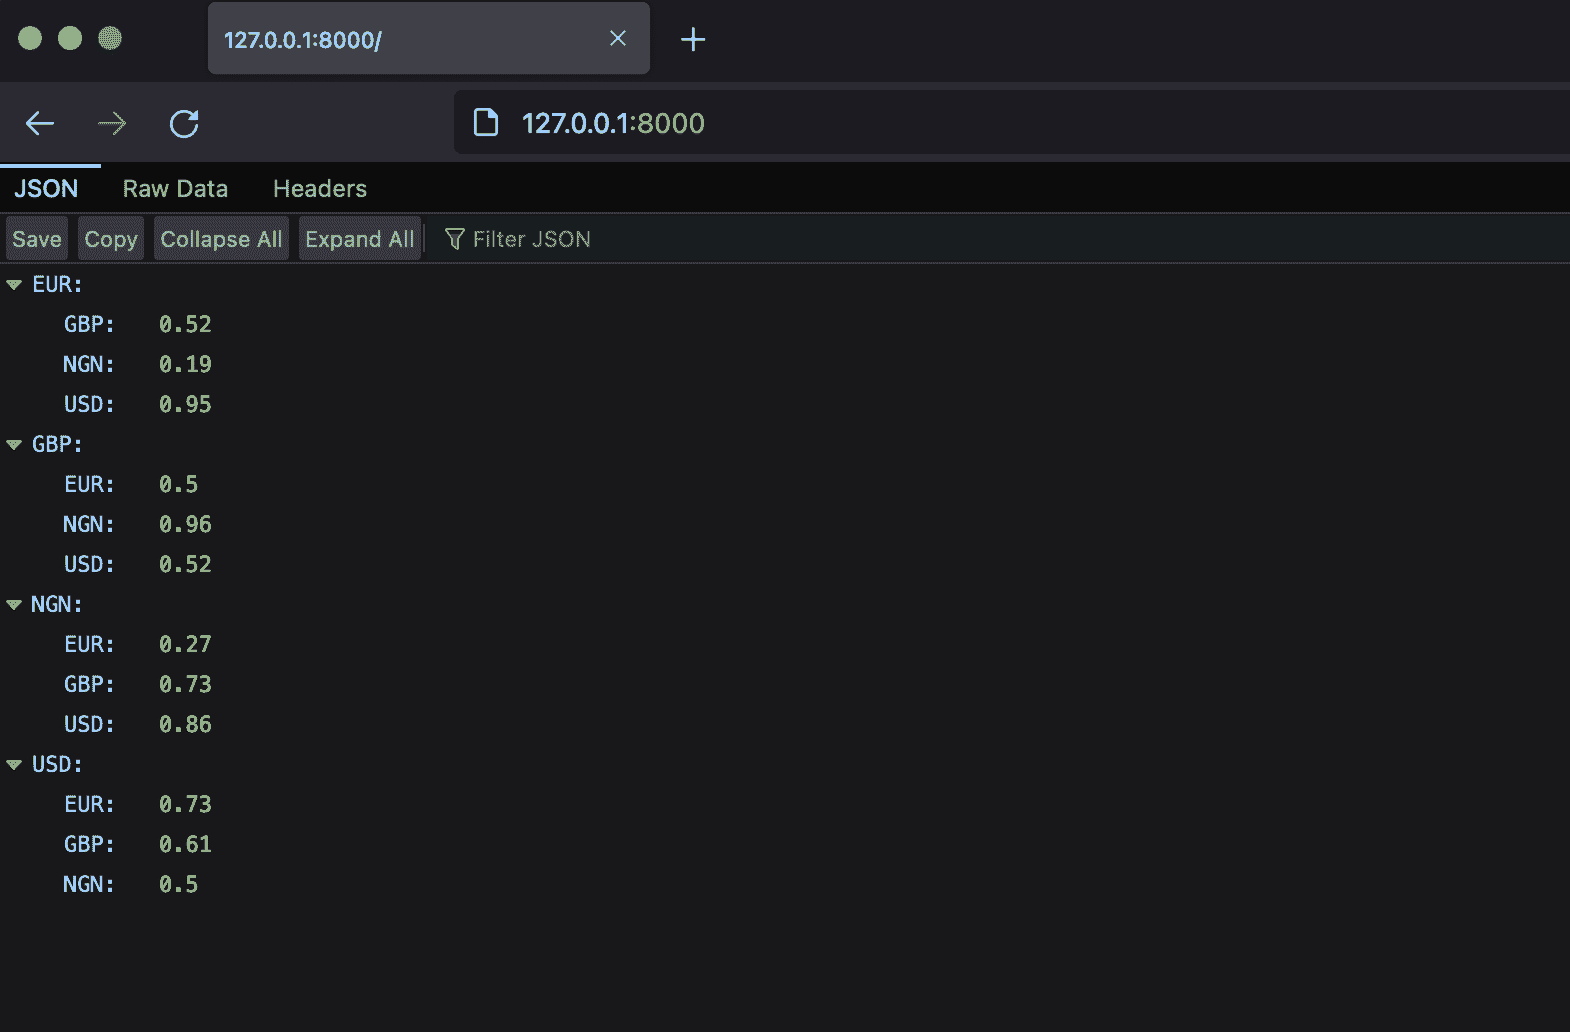 127.0.0.1:8000/
127.0.0.1:8000
JSON Raw Data Headers
Save Copy Collapse All Expand All Filter JSON
EUR:
GBP: 0.52
NGN: 0.19
USD: 0.95
GBP:
EUR: 0.5
NGN: 0.96
USD: 0.52
NGN:
EUR: 0.27
GBP: 0.73
USD: 0.86
USD:
EUR: 0.73
GBP: 0.61
NGN: 0.5